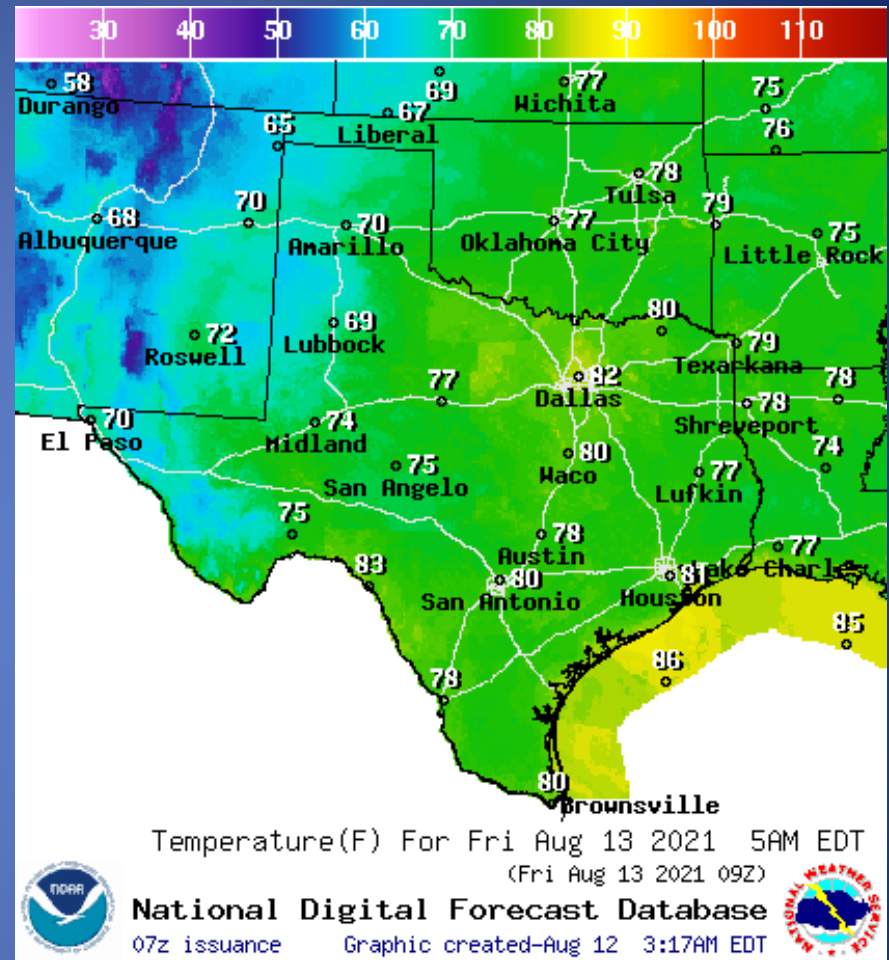 30 40 50 60 70 80 90 100 110
58
Durango
69
77
Wichita
75
67
Liberal
65
76
78
Tulsa
68
Albuquerque
70
70
Amarillo
77
Oklahoma City
79
75
Little Rock
72
Roswell
69
Lubbock
80
79
Texarkana
82
Dallas
77
78
Shreveport
78
70
El Paso
74
Midland
75
San Angelo
80
Waco
77
Lufkin
74
75
78
Austin
77
Lake Charles
83
80
San Antonio
81
Houston
85
86
78
80
Brownsville
Temperature(F) For Fri Aug 13 2021 5AM EDT
(Fri Aug 13 2021 09Z)
National Digital Forecast Database
07z issuance Graphic created-Aug 12 3:17AM EDT
NOAA
NATIONAL WEATHER SERVICE